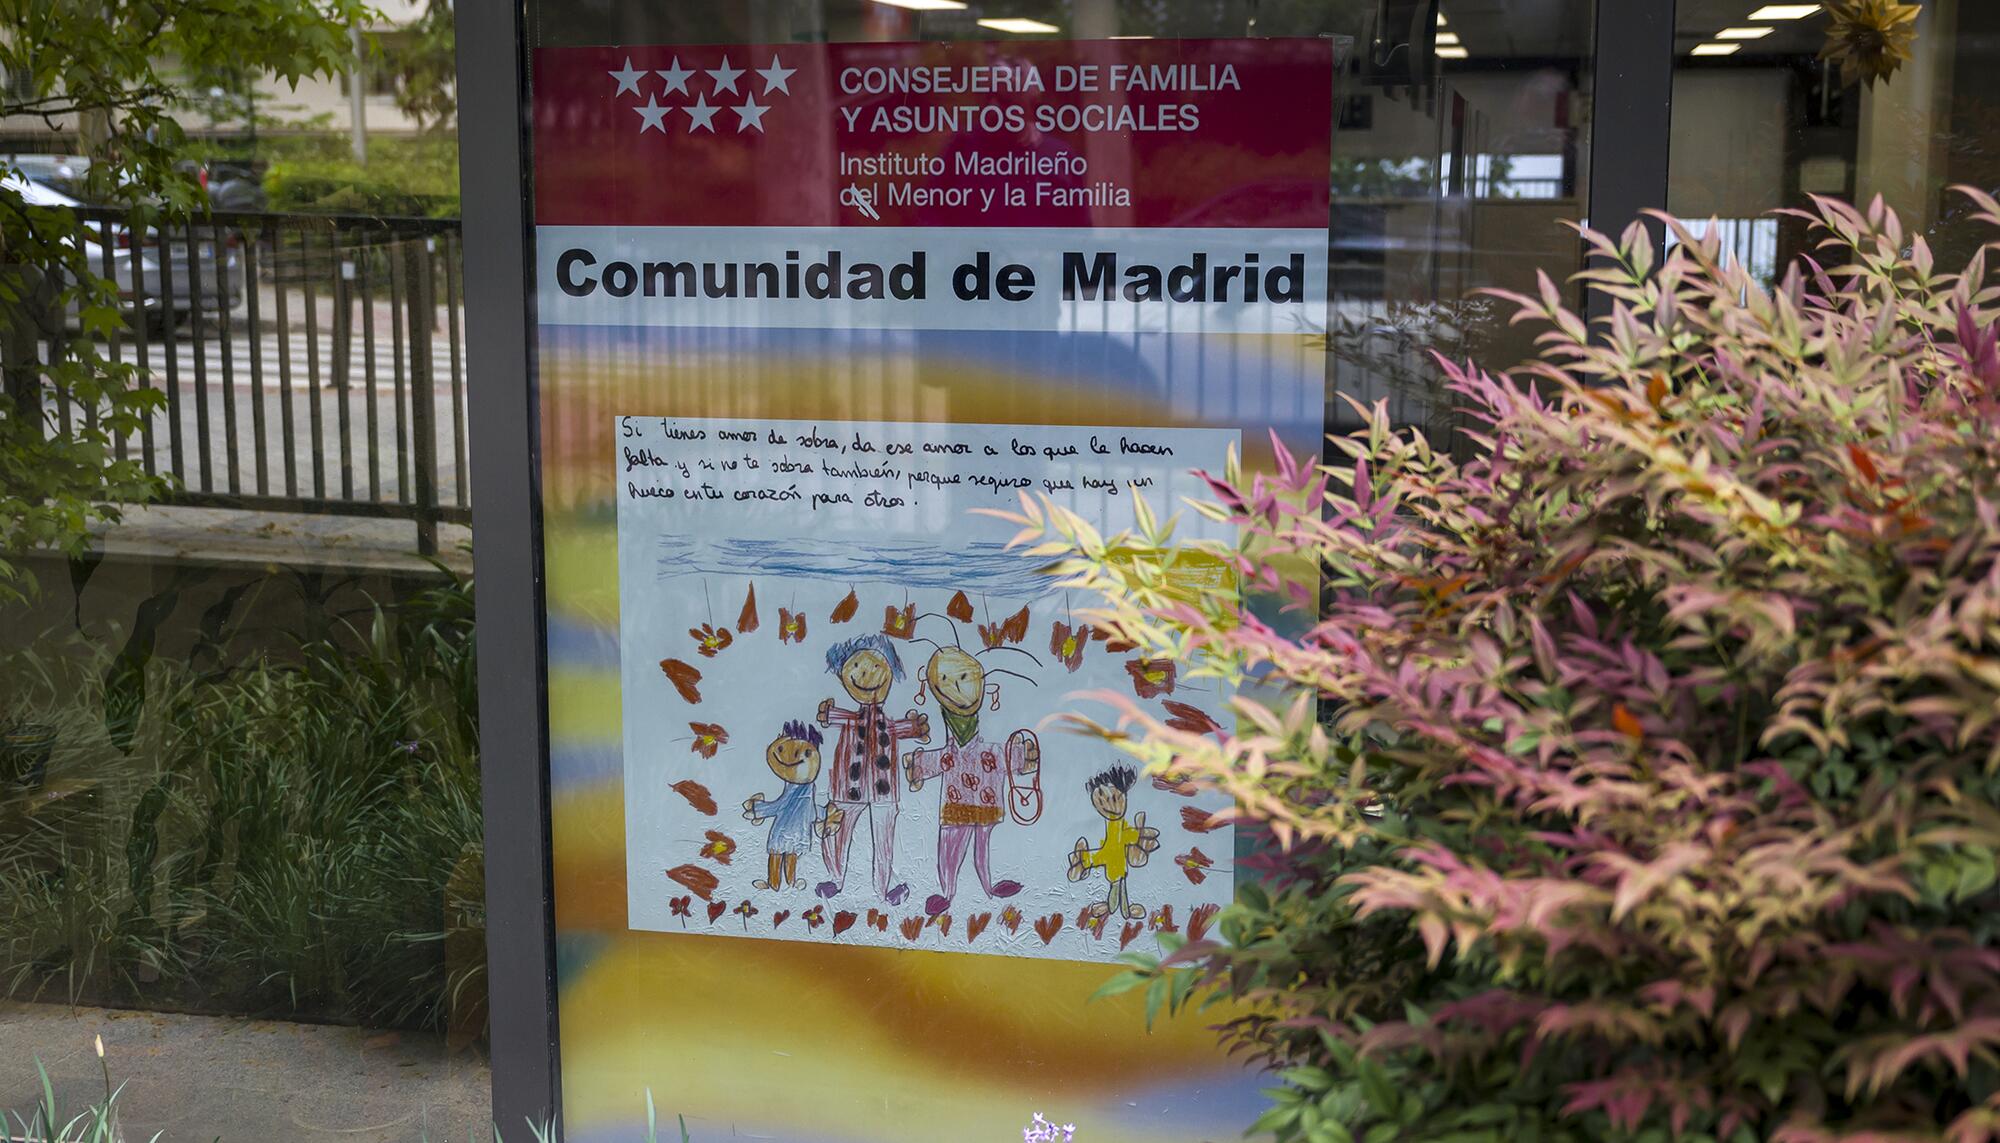 CONSEJERIA DE FAMILIA
Y ASUNTOS SOCIALES
Instituto Madrileño
del Menor y la Familia
Comunidad de Madrid
Si tienes amor de sobra, da ese amor a los que le hacen
falta y si no te sobra también, porque seguro que hay un
hueco en tu corazón para otros.